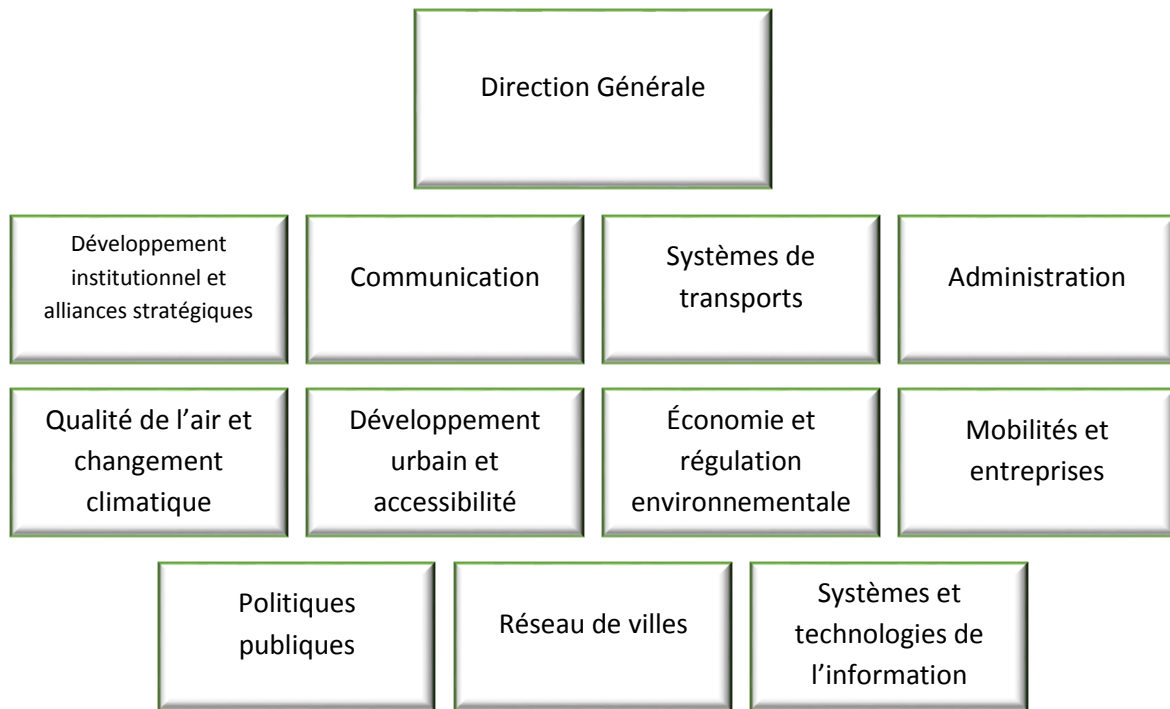 Direction Générale
Développement
institutionnel et
alliances stratégiques
Communication
Systèmes de
transports
Administration
Qualité de l’air et
changement
climatique
Développement
urbain et
accessibilité
Économie et
régulation
environnementale
Mobilités et
entreprises
Politiques
publiques
Réseau de villes
Systèmes et
technologies de
l’information